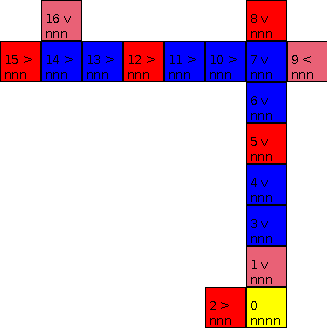 16 v 8 v
nnn nnn
15 > 14 > 13 > 12 > 11 > 10 > 7 v 9 <
nnn nnn nnn nnn nnn nnn nnn nnn
6 v
nnn
5 v
nnn
4 v
nnn
3 v
nnn
1 v
nnn
2 > 0
nnn nnnn